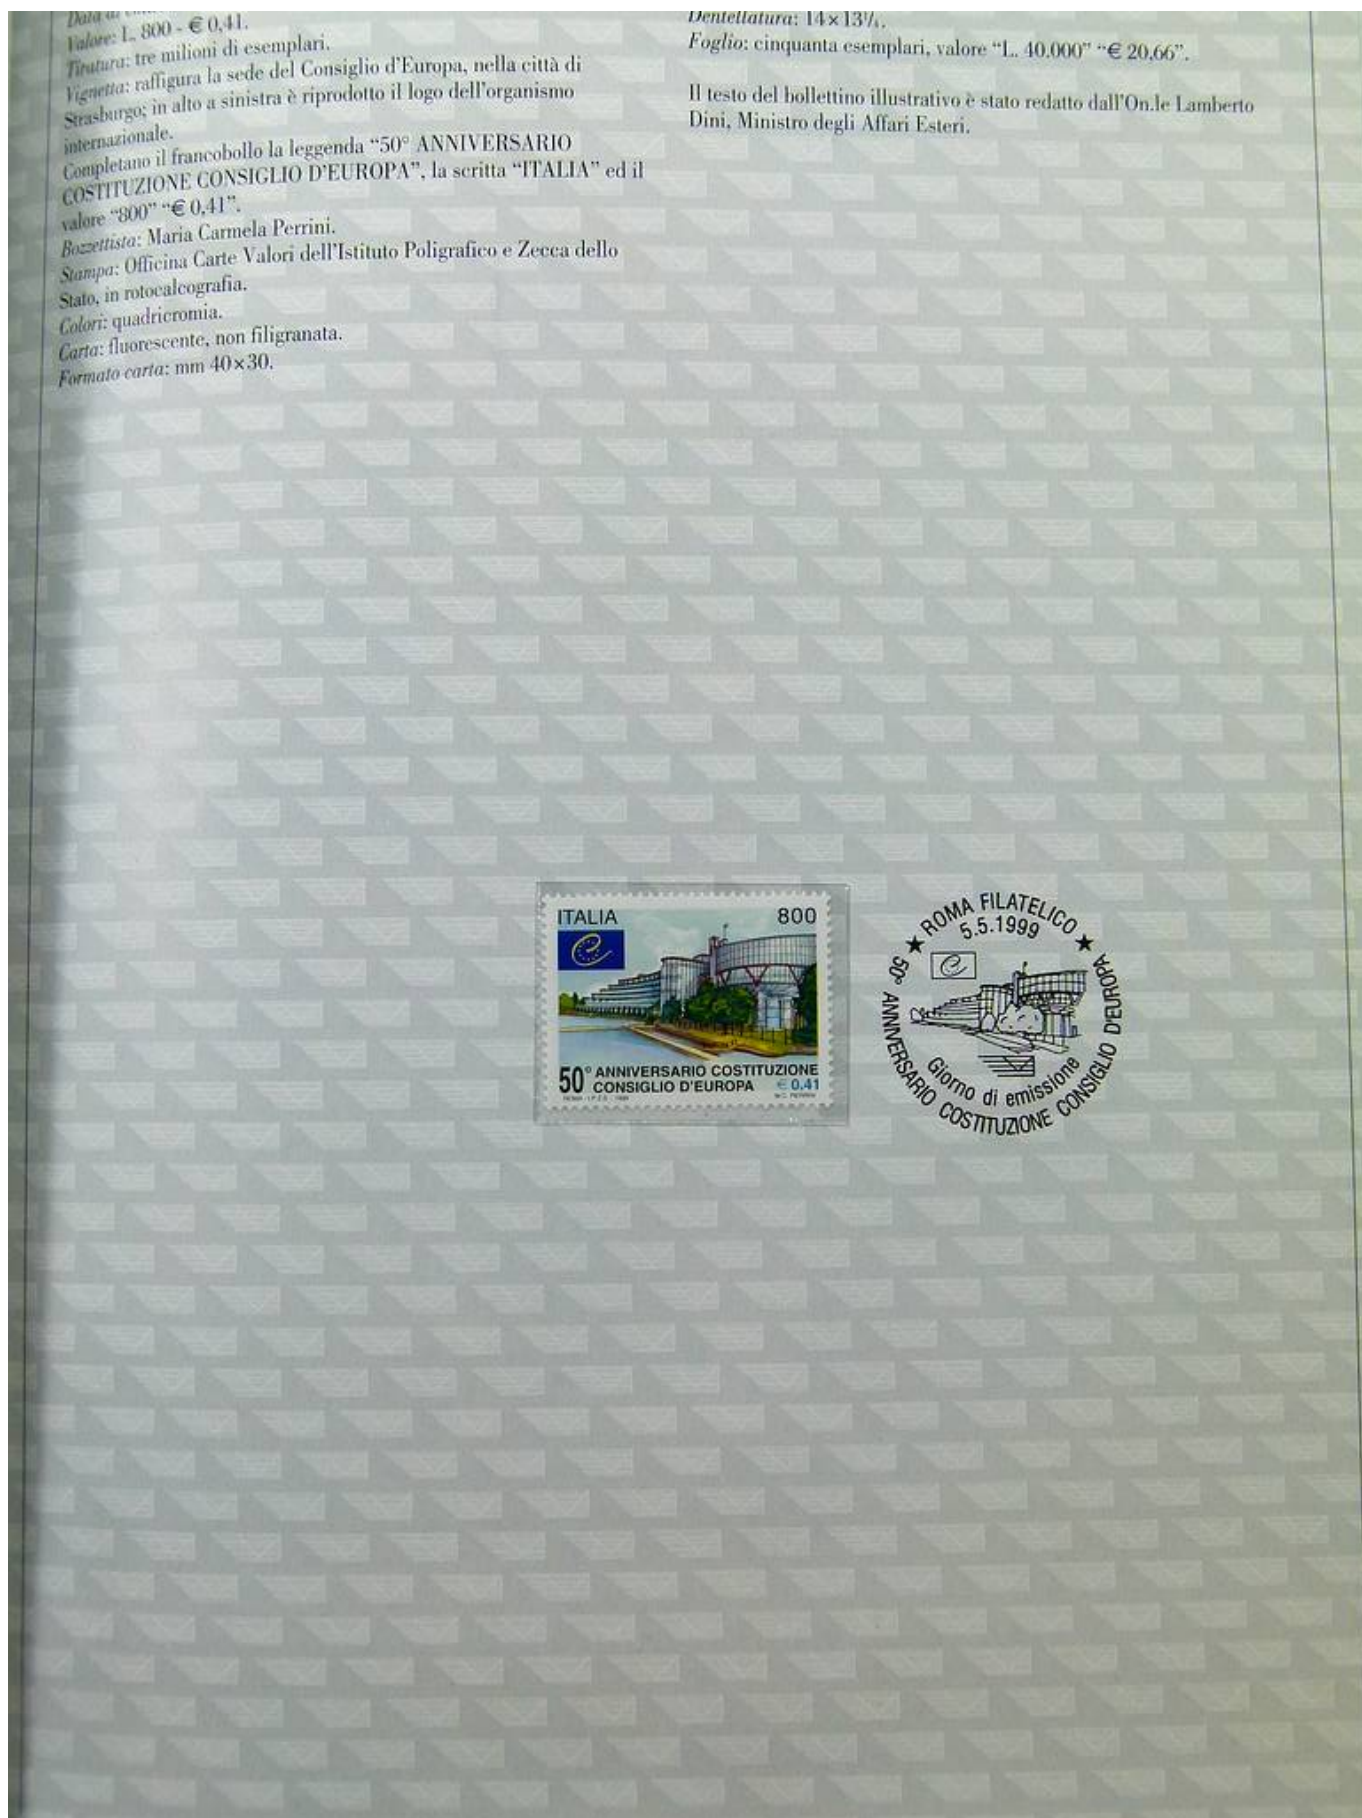 Data di
Valore: L. 800 - € 0,41.
Tiratura: tre milioni di esemplari.
Vignetta: raffigura la sede del Consiglio d'Europa, nella città di
Strasburgo; in alto a sinistra è riprodotto il logo dell'organismo
internazionale.
Completano il francobollo la leggenda “50° ANNIVERSARIO
COSTITUZIONE CONSIGLIO D'EUROPA”, la scritta “ITALIA” ed il
valore “800” “€ 0,41”.
Bozzettista: Maria Carmela Perrini.
Stampa: Officina Carte Valori dell'Istituto Poligrafico e Zecca dello
Stato, in rotocalcografia.
Colori: quadricromia.
Carta: fluorescente, non filigranata.
Formato carta: mm 40×30.
Dentellatura: 14×13¼.
Foglio: cinquanta esemplari, valore “L. 40.000” “€ 20,66”.
Il testo del bollettino illustrativo è stato redatto dall'On.le Lamberto
Dini, Ministro degli Affari Esteri.
ITALIA 800
50° ANNIVERSARIO COSTITUZIONE
CONSIGLIO D'EUROPA € 0.41
ROMA FILATELICO
5.5.1999
Giorno di emissione
50° ANNIVERSARIO COSTITUZIONE CONSIGLIO D'EUROPA